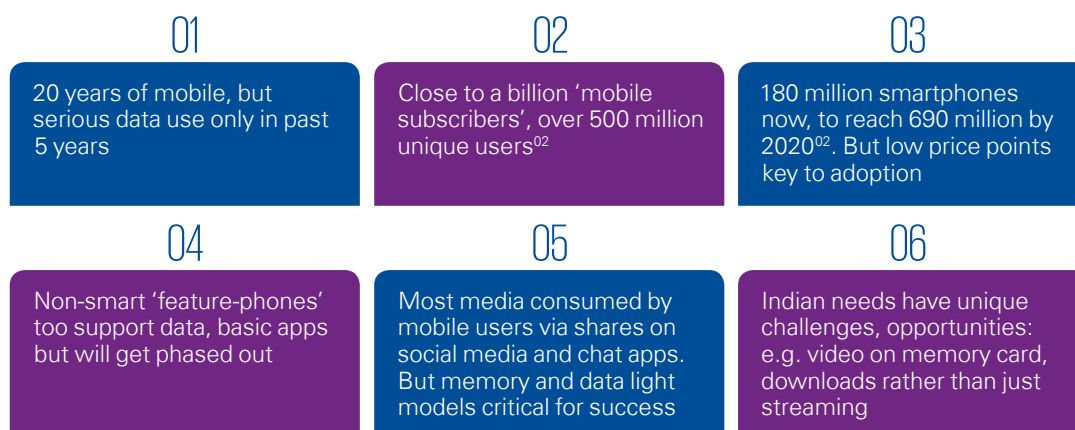 01
20 years of mobile, but
serious data use only in past
5 years
02
Close to a billion ‘mobile
subscribers’, over 500 million
unique users02
03
180 million smartphones
now, to reach 690 million by
202002. But low price points
key to adoption
04
Non-smart ‘feature-phones’
too support data, basic apps
but will get phased out
05
Most media consumed by
mobile users via shares on
social media and chat apps.
But memory and data light
models critical for success
06
Indian needs have unique
challenges, opportunities:
e.g. video on memory card,
downloads rather than just
streaming